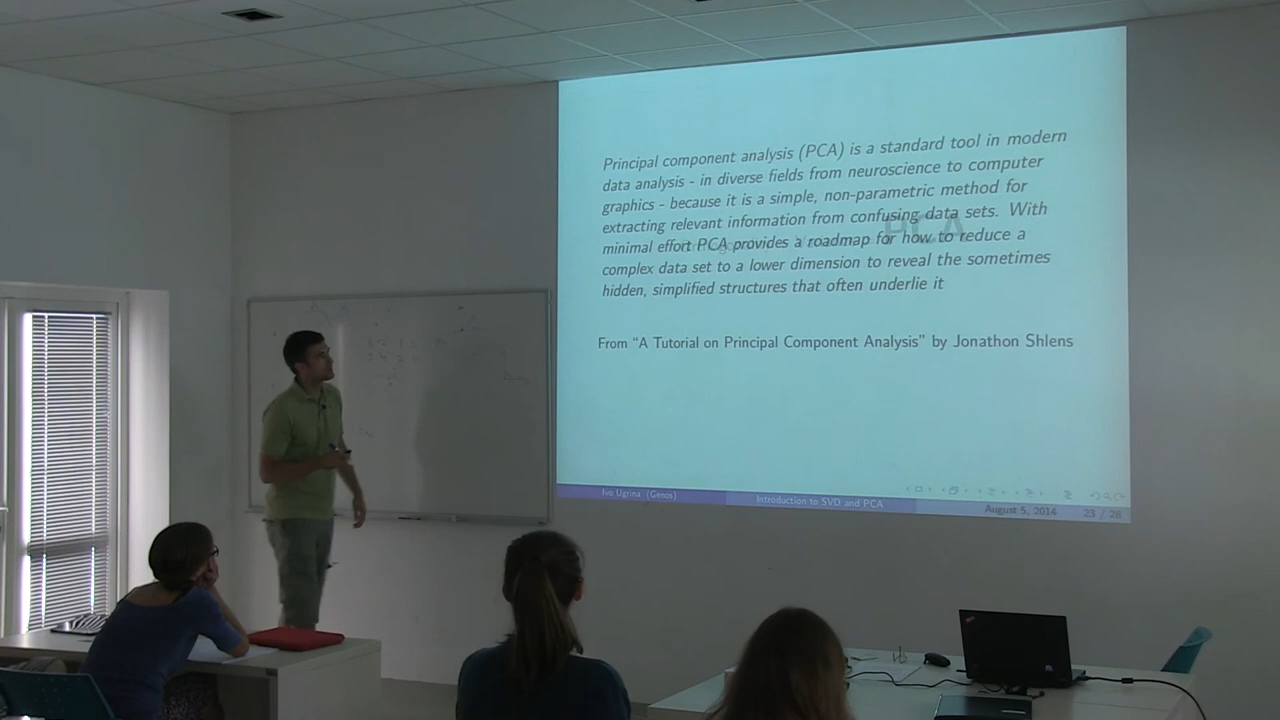 Principal component analysis (PCA) is a standard tool in modern
data analysis - in diverse fields from neuroscience to computer
graphics - because it is a simple, non-parametric method for
extracting relevant information from confusing data sets. With
minimal effort PCA provides a roadmap for how to reduce a
complex data set to a lower dimension to reveal the sometimes
hidden, simplified structures that often underlie it
PCA
From “A Tutorial on Principal Component Analysis” by Jonathon Shlens
Ivo Ugrina (Genos)
Introduction to SVD and PCA
August 5, 2014
23 / 28